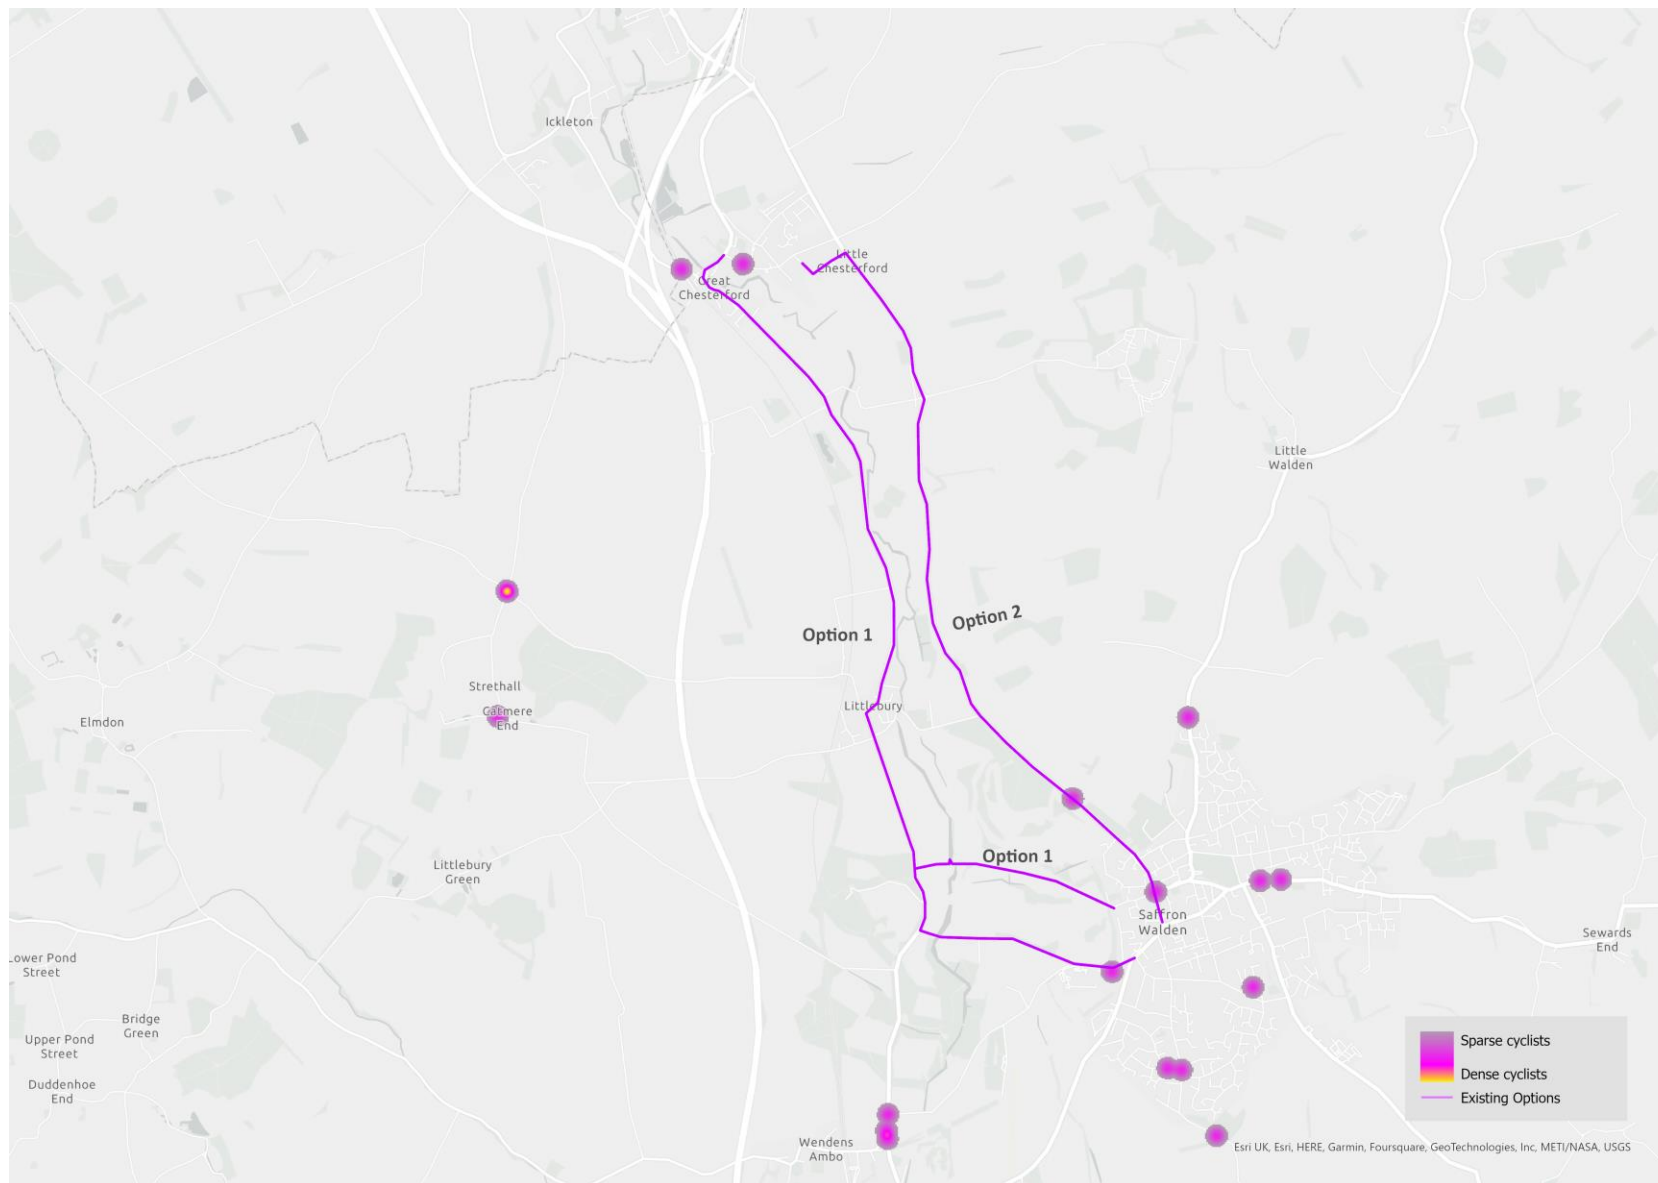 Ickleton
Little
Chesterford
Great
Chesterford
Little
Walden
Option 2
Option 1
Strethall
Littlebury
Catmere
End
Elmdon
Option 1
Littlebury
Green
Saffron
Walden
Sewards
End
Lower Pond
Street
Bridge
Green
Upper Pond
Street
Duddenhoe
End
Wendens
Ambo
Sparse cyclists
Dense cyclists
Existing Options
Esri UK, Esri, HERE, Garmin, Foursquare, GeoTechnologies, Inc, METI/NASA, USGS